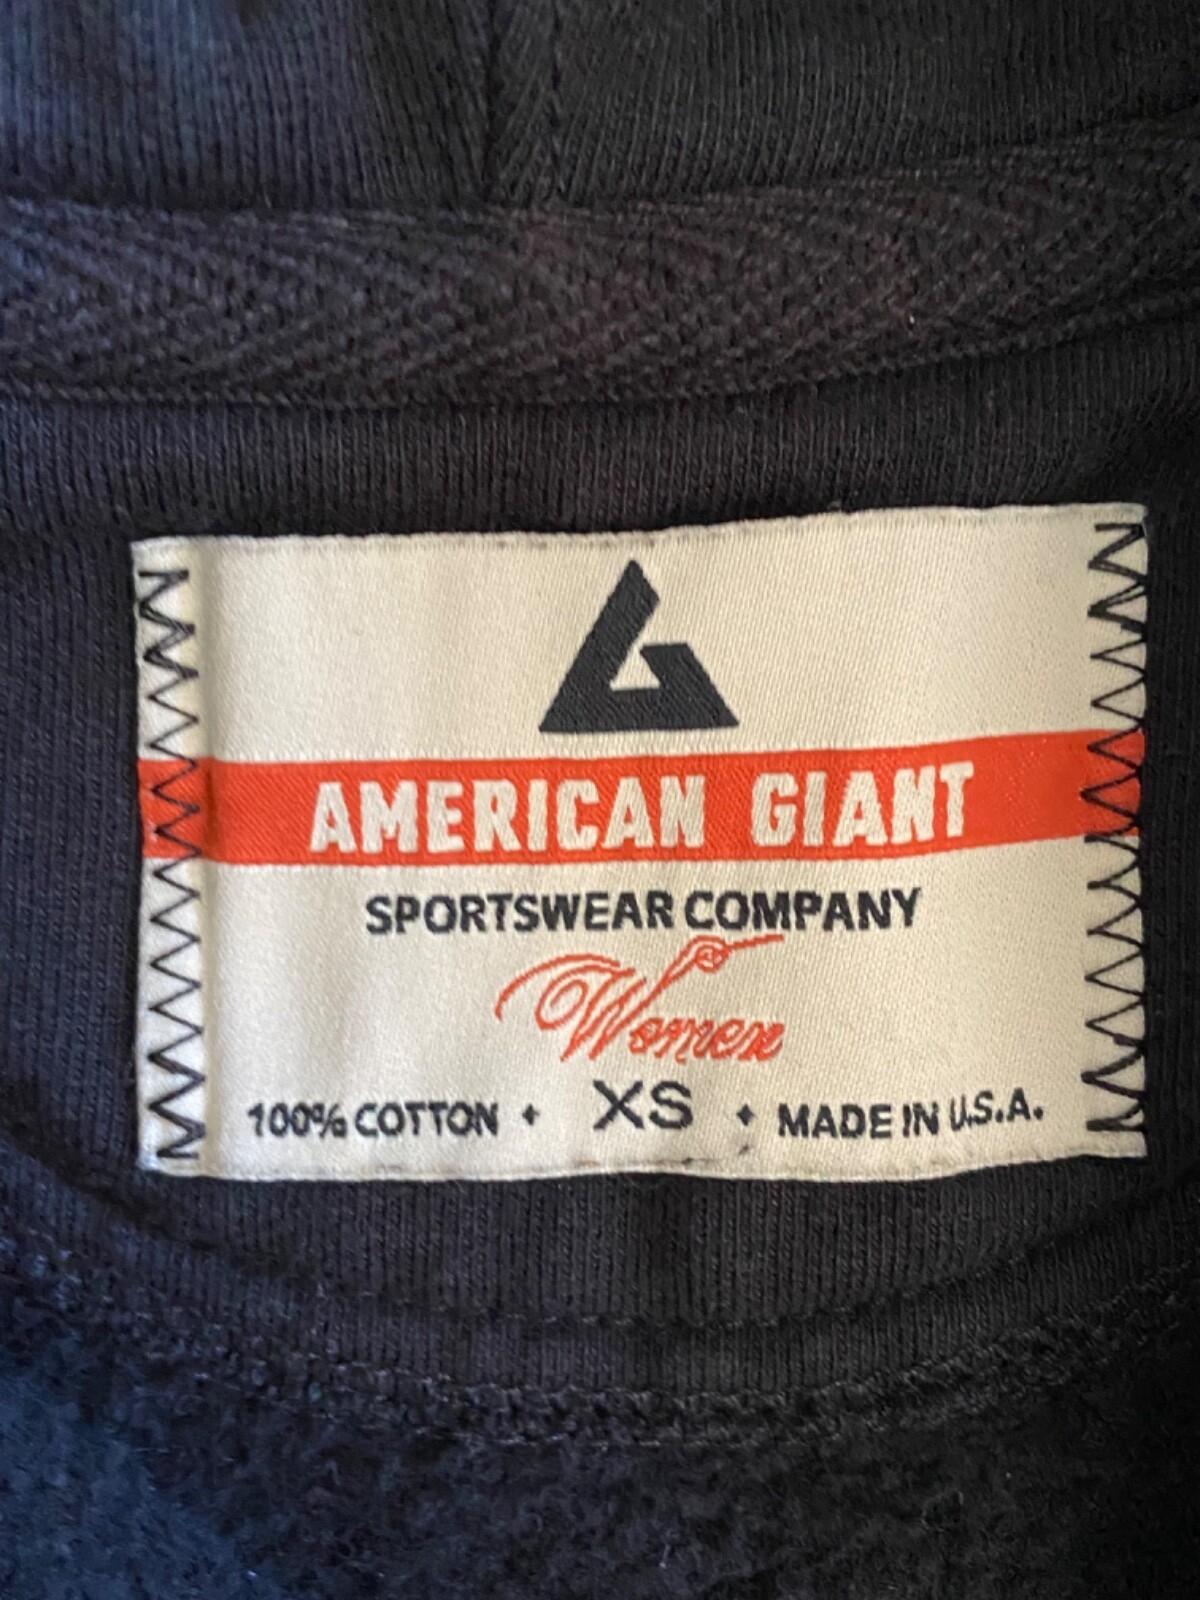 AMERICAN GIANT
SPORTSWEAR COMPANY
Women
100% COTTON • XS • MADE IN U.S.A.